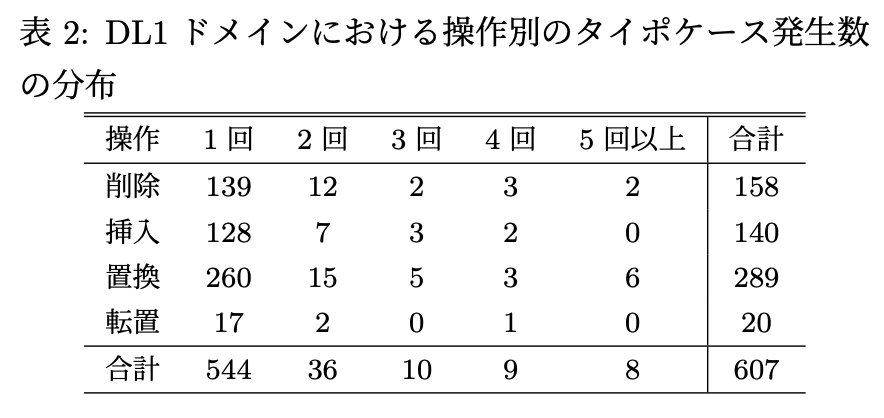 表 2: DL1 ドメインにおける操作別のタイポケース発生数
の分布
操作 1 回 2 回 3 回 4 回 5 回以上 合計
削除 139 12 2 3 2 158
挿入 128 7 3 2 0 140
置換 260 15 5 3 6 289
転置 17 2 0 1 0 20
合計 544 36 10 9 8 607